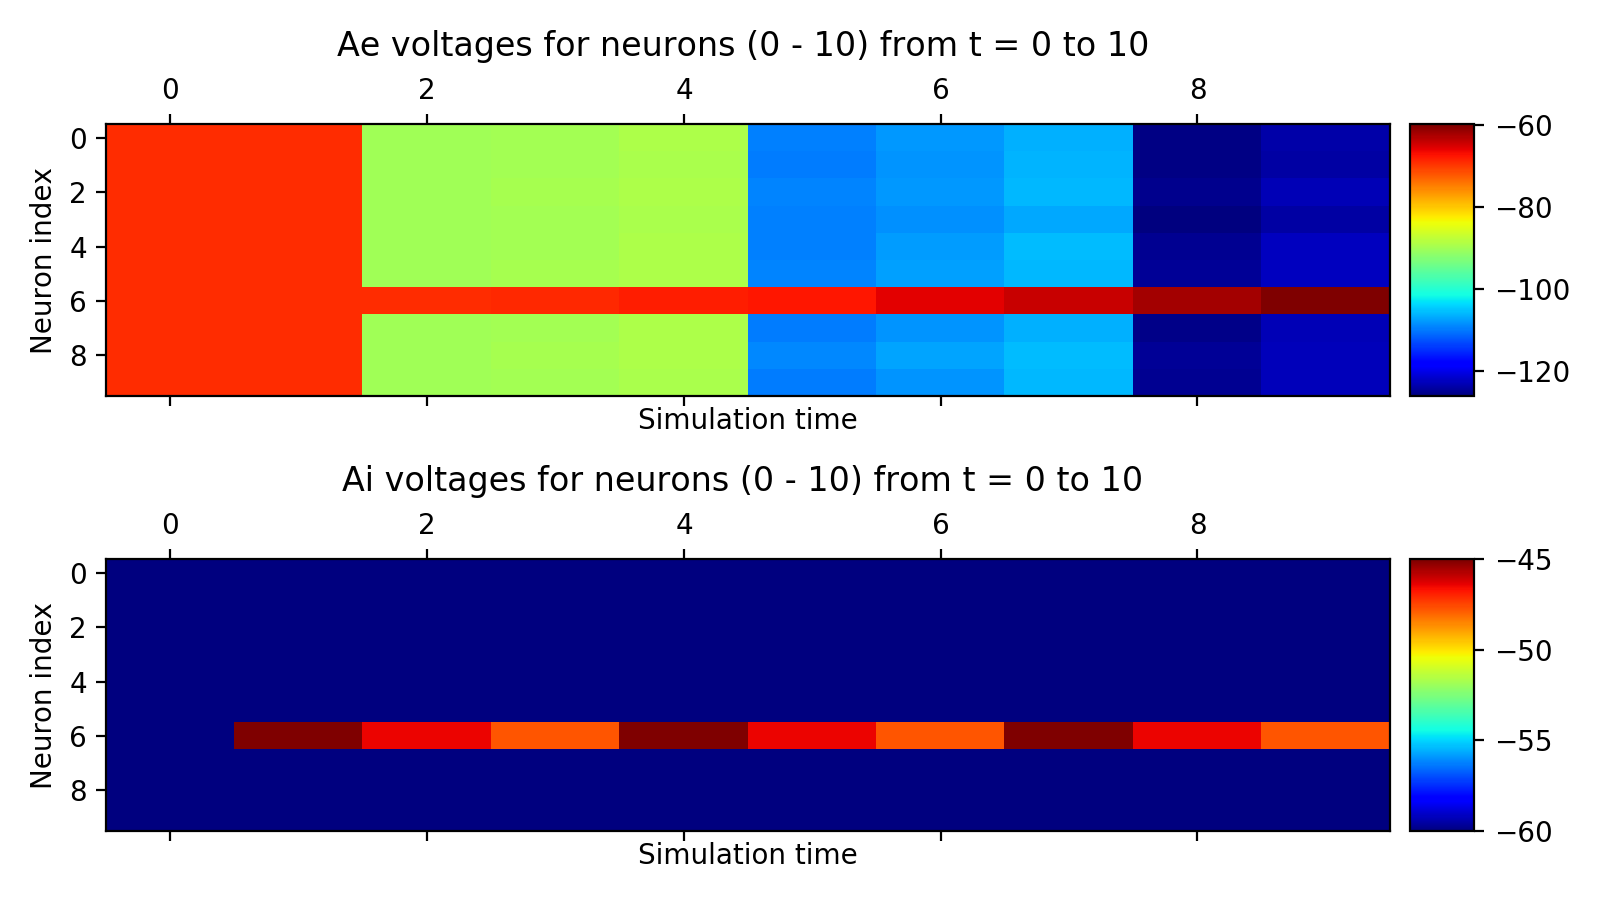 Ae voltages for neurons (0 - 10) from t = 0 to 10
0 2 4 6 8
Neuron index
0
2
4
6
8
−60
−80
−100
−120
Simulation time
Ai voltages for neurons (0 - 10) from t = 0 to 10
0 2 4 6 8
Neuron index
0
2
4
6
8
−45
−50
−55
−60
Simulation time